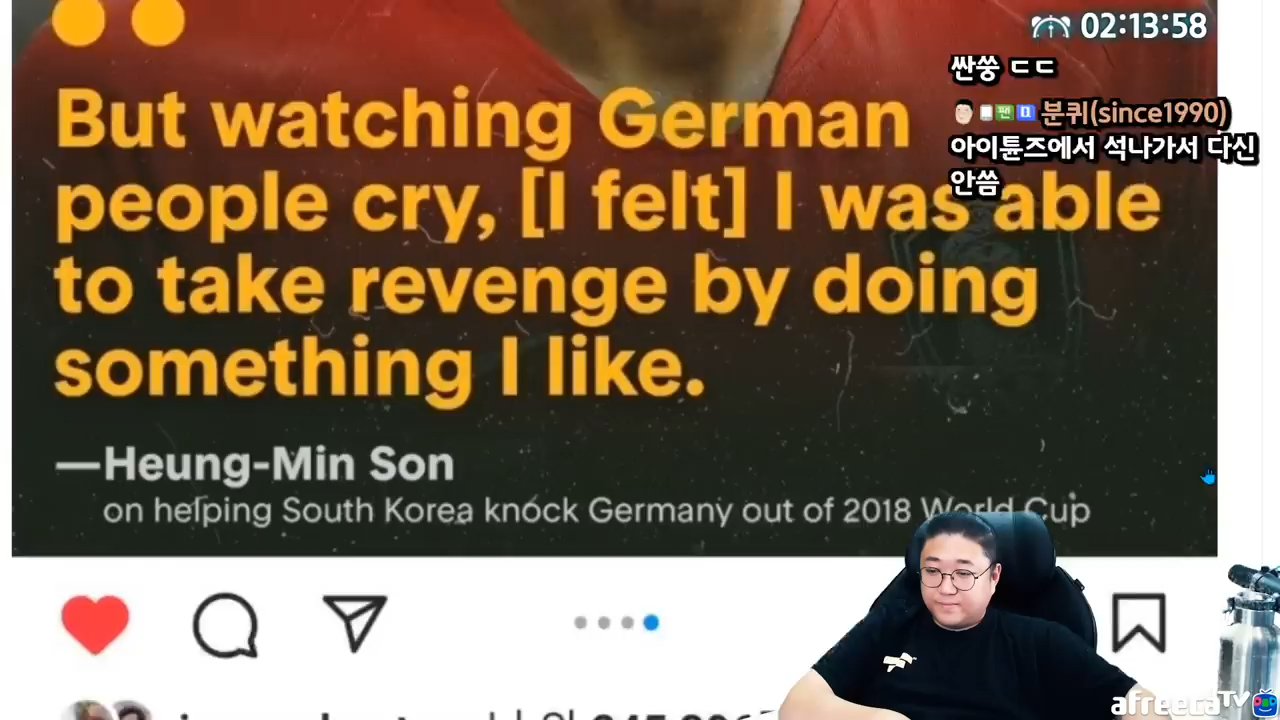 02:13:58
싼쑹 ㄷㄷ
분퀴(since1990)
아이튠즈에서 석나가서 다신
안씀
But watching German
people cry, [I felt] I was able
to take revenge by doing
something I like.
—Heung-Min Son
on helping South Korea knock Germany out of 2018 World Cup
afreecaTV